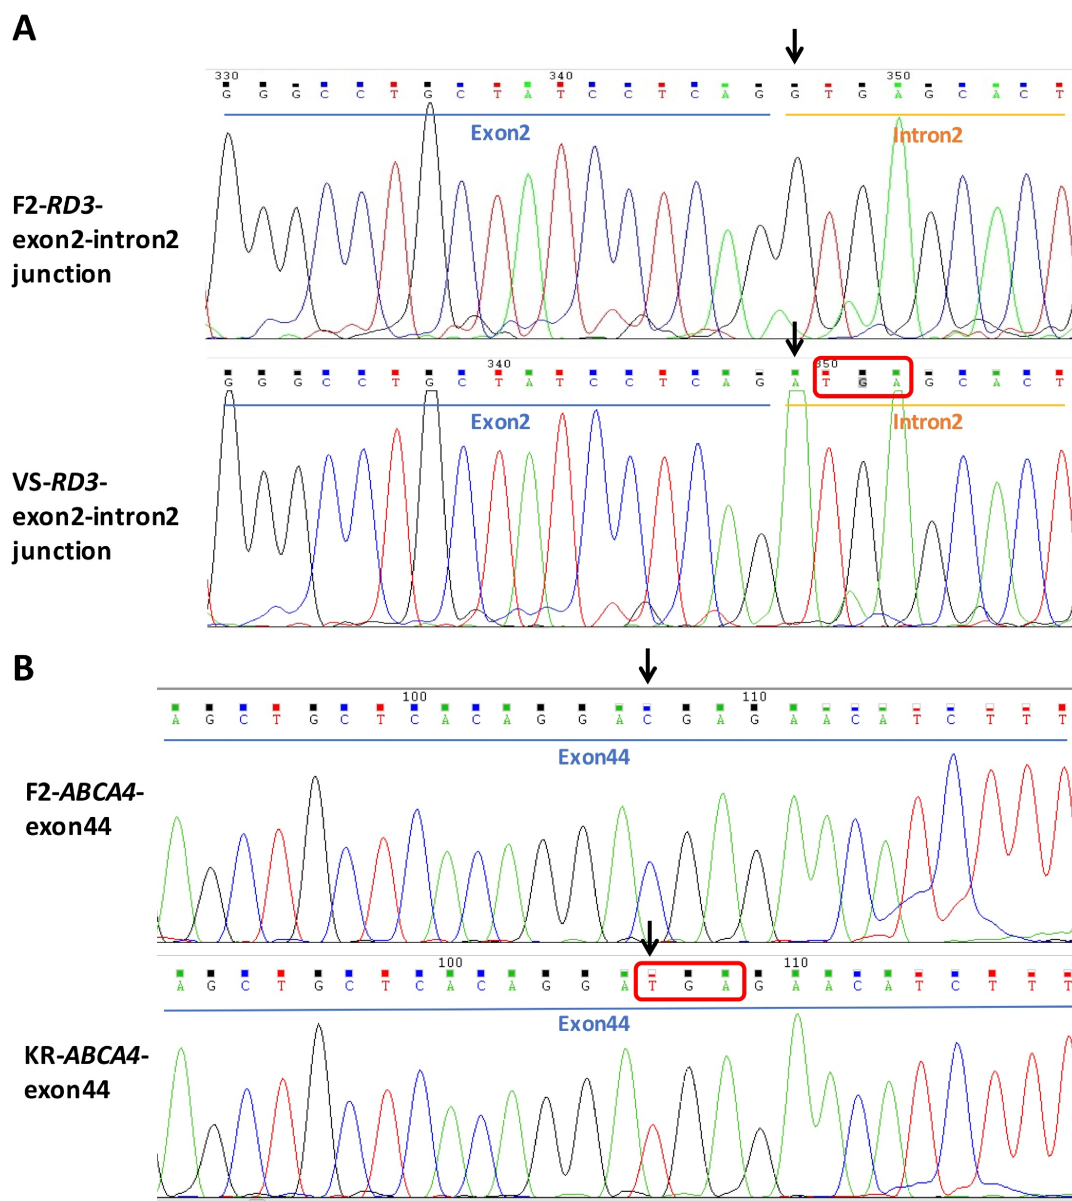 A
330 340 350
G G G C C T G C T A T C C T C A G G T G A G C A C T
Exon2 Intron2
F2-RD3-
exon2-intron2
junction
340 350
G G G C C T G C T A T C C T C A G A T G A G C A C T
Exon2 Intron2
VS-RD3-
exon2-intron2
junction
B
100 110
A G C T G C T C A C A G G A C G A G A A C A T C T T T
Exon44
F2-ABCA4-
exon44
100 110
A G C T G C T C A C A G G A T G A G A A C A T C T T T
Exon44
KR-ABCA4-
exon44